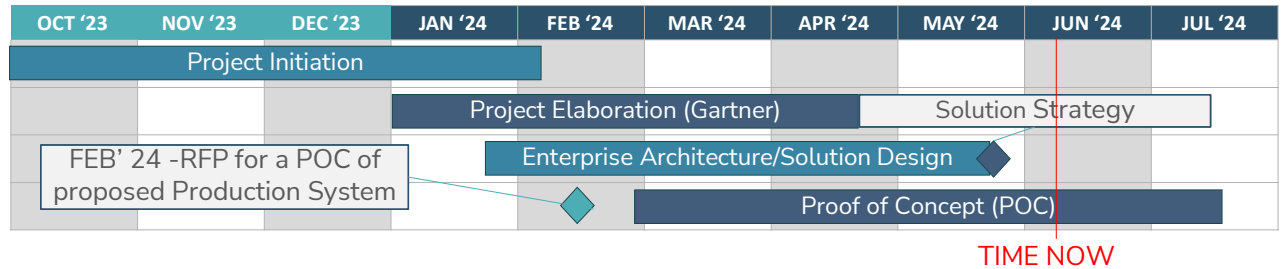 OCT ‘23 NOV ‘23 DEC ‘23 JAN ‘24 FEB ‘24 MAR ‘24 APR ‘24 MAY ‘24 JUN ‘24 JUL ‘24
Project Initiation
Project Elaboration (Gartner) Solution Strategy
Enterprise Architecture/Solution Design
FEB’ 24 -RFP for a POC of
proposed Production System
Proof of Concept (POC)
TIME NOW